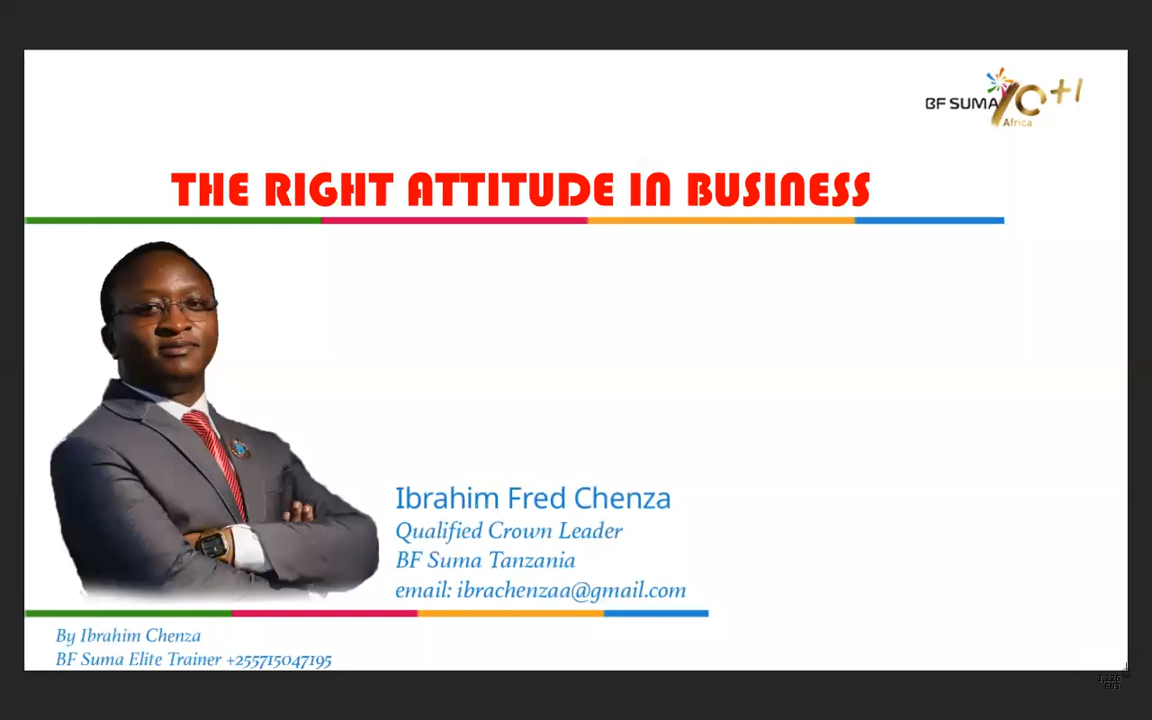 BF SUMA 10+1
Africa
THE RIGHT ATTITUDE IN BUSINESS
Ibrahim Fred Chenza
Qualified Crown Leader
BF Suma Tanzania
email: ibrachenzaa@gmail.com
By Ibrahim Chenza
BF Suma Elite Trainer +255715047195